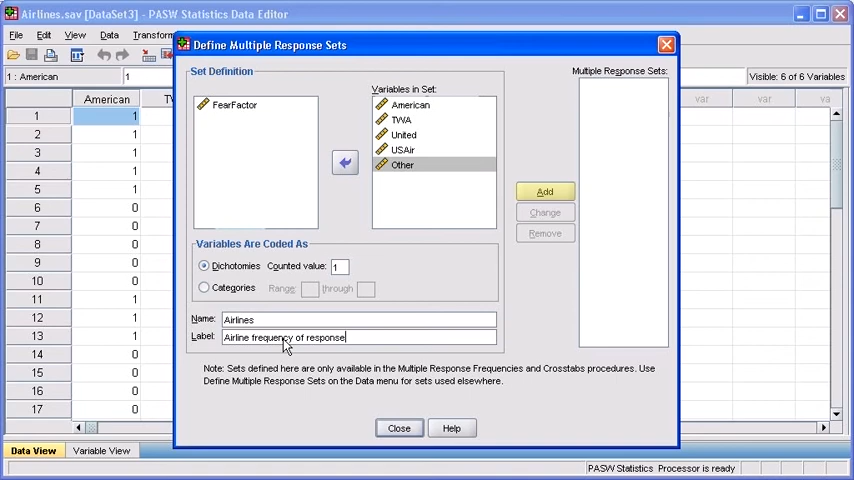 Airlines.sav [DataSet3] - PASW Statistics Data Editor
File Edit View Data Transform
1 : American 1 Visible: 6 of 6 Variables
American TW var var va
1 1
2 1
3 1
4 1
5 1
6 0
7 0
8 0
9 0
10 0
11 1
12 1
13 1
14 0
15 0
16 0
17 0
Data View Variable View
PASW Statistics Processor is ready
Define Multiple Response Sets
Set Definition
FearFactor
Variables in Set:
American
TWA
United
USAir
Other
Variables Are Coded As
Dichotomies Counted value: 1
Categories Range: through
Name: Airlines
Label: Airline frequency of response
Multiple Response Sets:
Add
Change
Remove
Note: Sets defined here are only available in the Multiple Response Frequencies and Crosstabs procedures. Use
Define Multiple Response Sets on the Data menu for sets used elsewhere.
Close Help